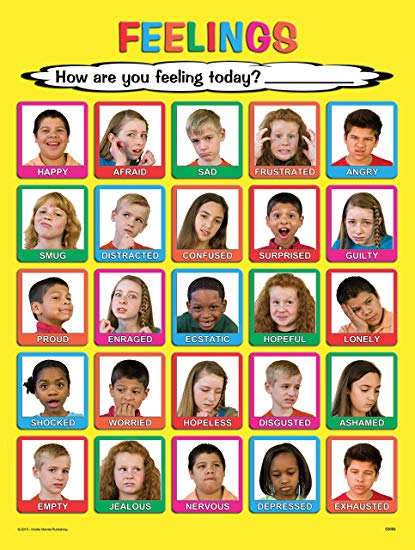 FEELINGS
How are you feeling today? __________
HAPPY AFRAID SAD FRUSTRATED ANGRY
SMUG DISTRACTED CONFUSED SURPRISED GUILTY
PROUD ENRAGED ECSTATIC HOPEFUL LONELY
SHOCKED WORRIED HOPELESS DISGUSTED ASHAMED
EMPTY JEALOUS NERVOUS DEPRESSED EXHAUSTED